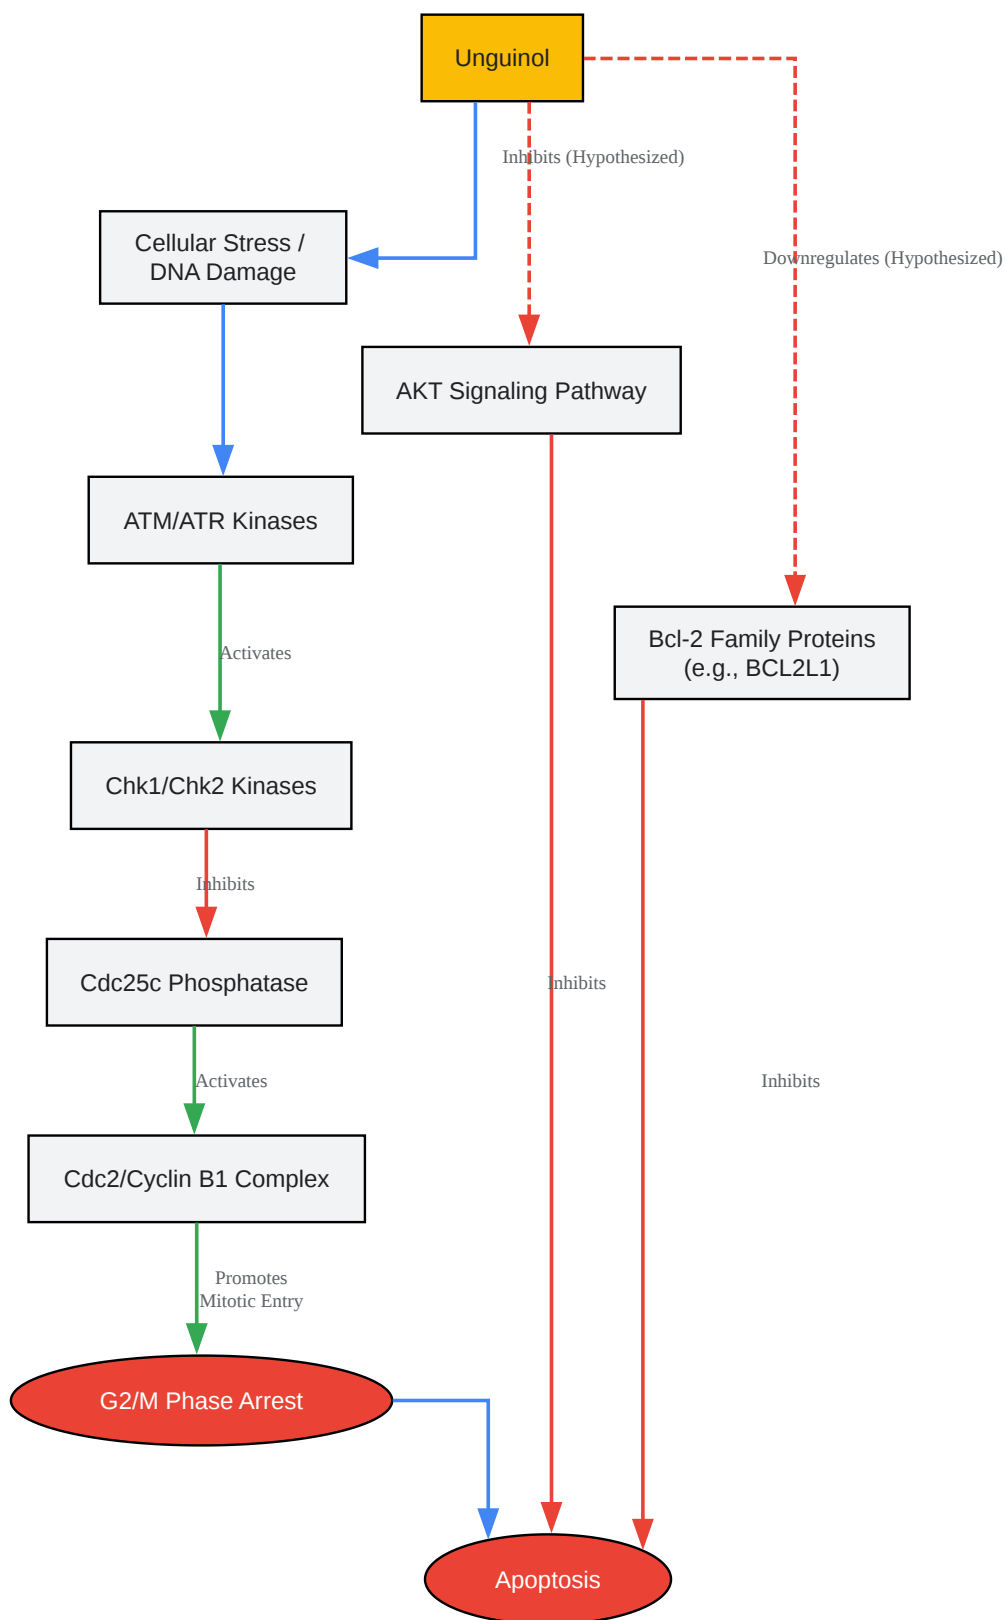 Unguinol
Inhibits (Hypothesized)
Cellular Stress /
DNA Damage
Downregulates (Hypothesized)
AKT Signaling Pathway
ATM/ATR Kinases
Bcl-2 Family Proteins
(e.g., BCL2L1)
Activates
Chk1/Chk2 Kinases
Inhibits
Cdc25c Phosphatase
Inhibits
Activates
Inhibits
Cdc2/Cyclin B1 Complex
Promotes
Mitotic Entry
G2/M Phase Arrest
Apoptosis